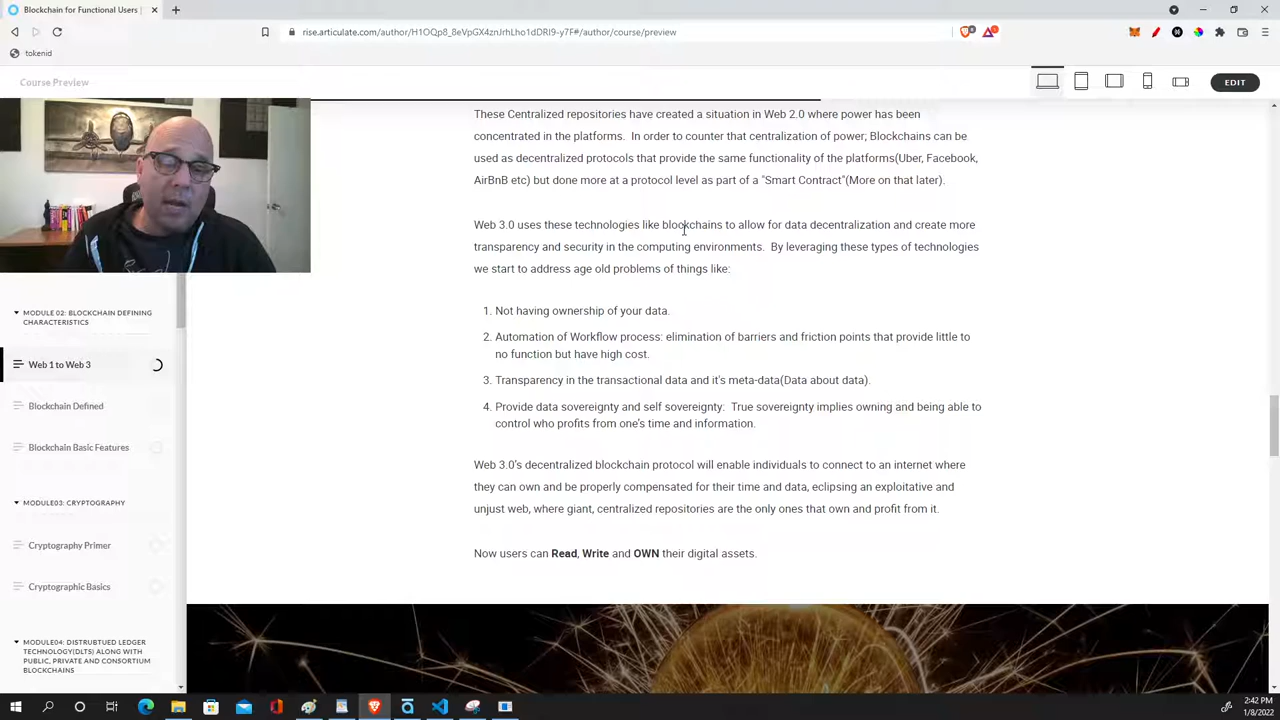 Blockchain for Functional Users |
rise.articulate.com/author/H1OQp8_8eVpGX4znJrhLho1dDRI9-y7F#/author/course/preview
tokenid
Course Preview
EDIT
These Centralized repositories have created a situation in Web 2.0 where power has been
concentrated in the platforms. In order to counter that centralization of power; Blockchains can be
used as decentralized protocols that provide the same functionality of the platforms(Uber, Facebook,
AirBnB etc) but done more at a protocol level as part of a "Smart Contract"(More on that later).
Web 3.0 uses these technologies like blockchains to allow for data decentralization and create more
transparency and security in the computing environments. By leveraging these types of technologies
we start to address age old problems of things like:
1. Not having ownership of your data.
2. Automation of Workflow process: elimination of barriers and friction points that provide little to
no function but have high cost.
3. Transparency in the transactional data and it's meta-data(Data about data).
4. Provide data sovereignty and self sovereignty: True sovereignty implies owning and being able to
control who profits from one's time and information.
Web 3.0's decentralized blockchain protocol will enable individuals to connect to an internet where
they can own and be properly compensated for their time and data, eclipsing an exploitative and
unjust web, where giant, centralized repositories are the only ones that own and profit from it.
Now users can Read, Write and OWN their digital assets.
MODULE 02: BLOCKCHAIN DEFINING
CHARACTERISTICS
Web 1 to Web 3
Blockchain Defined
Blockchain Basic Features
MODULE03: CRYPTOGRAPHY
Cryptography Primer
Cryptographic Basics
MODULE04: DISTRUBTUED LEDGER
TECHNOLOGY(DLTS) ALONG WITH
PUBLIC, PRIVATE AND CONSORTIUM
BLOCKCHAINS
2:42 PM
1/8/2022